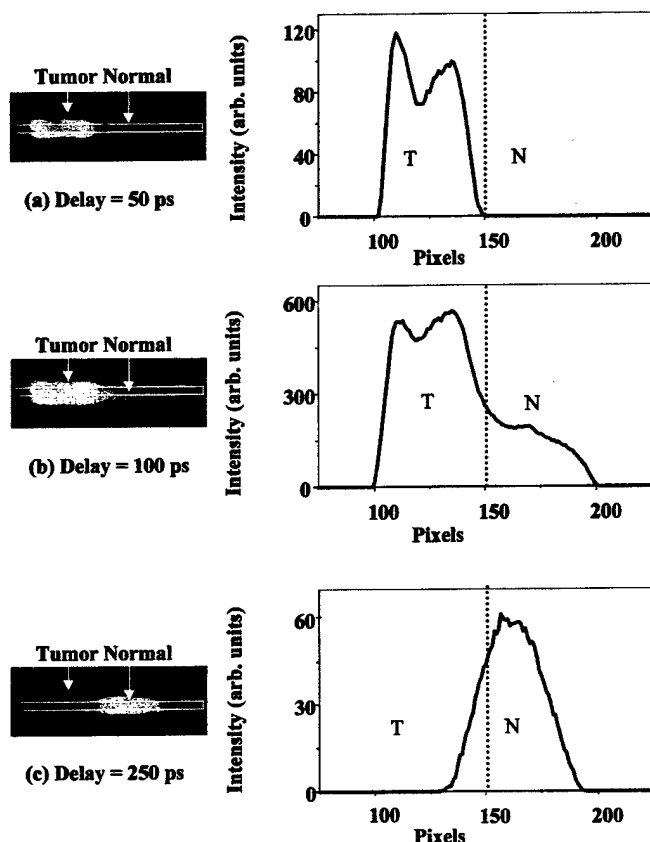 Tumor Normal
(a) Delay = 50 ps
Intensity (arb. units)
120
80
40
0
T
N
100
150
200
Pixels
Tumor Normal
(b) Delay = 100 ps
Intensity (arb. units)
600
300
0
T
N
100
150
200
Pixels
Tumor Normal
(c) Delay = 250 ps
Intensity (arb. units)
60
30
0
T
N
100
150
200
Pixels